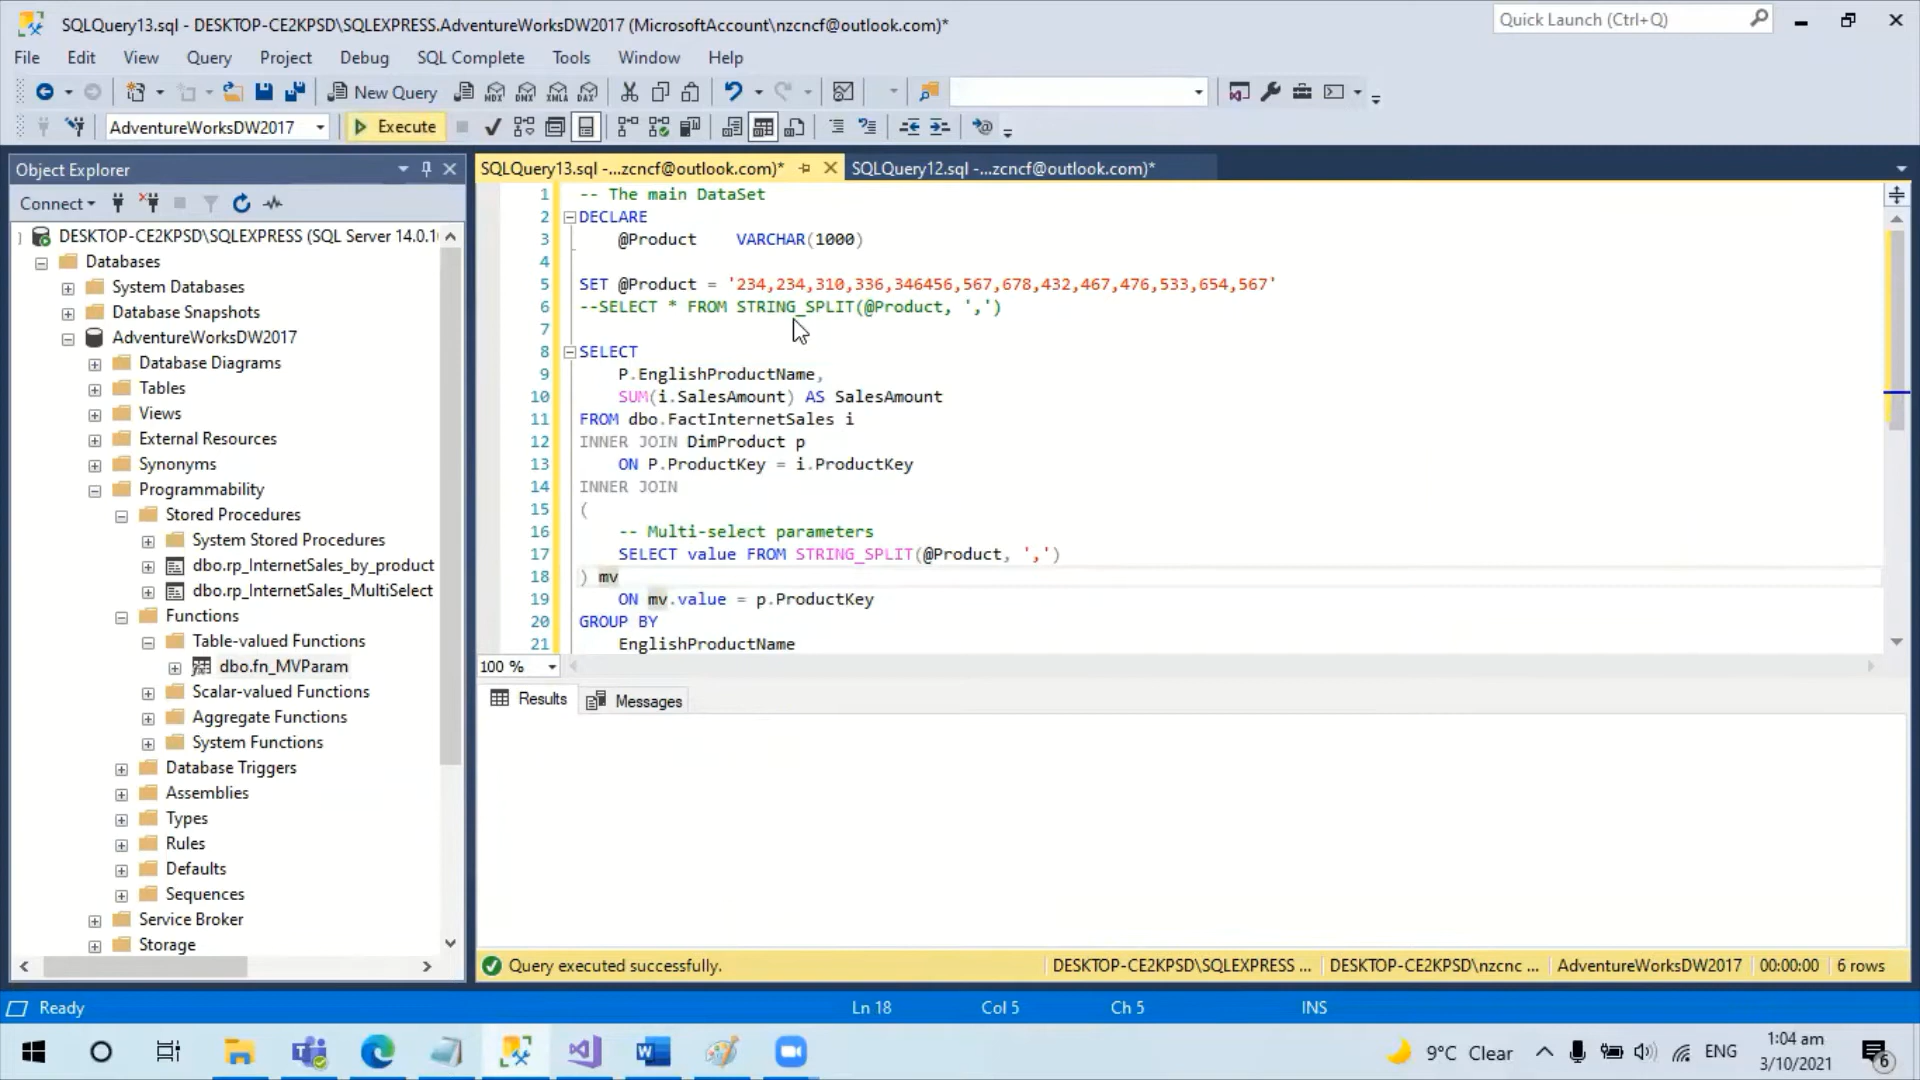 SQLQuery13.sql - DESKTOP-CE2KPSD\SQLEXPRESS.AdventureWorksDW2017 (MicrosoftAccount\nzcncf@outlook.com)*
Quick Launch (Ctrl+Q)
File Edit View Query Project Debug SQL Complete Tools Window Help
New Query
AdventureWorksDW2017
Execute
Object Explorer
Connect
DESKTOP-CE2KPSD\SQLEXPRESS (SQL Server 14.0.1
Databases
System Databases
Database Snapshots
AdventureWorksDW2017
Database Diagrams
Tables
Views
External Resources
Synonyms
Programmability
Stored Procedures
System Stored Procedures
dbo.rp_InternetSales_by_product
dbo.rp_InternetSales_MultiSelect
Functions
Table-valued Functions
dbo.fn_MVParam
Scalar-valued Functions
Aggregate Functions
System Functions
Database Triggers
Assemblies
Types
Rules
Defaults
Sequences
Service Broker
Storage
SQLQuery13.sql -...zcncf@outlook.com)*
SQLQuery12.sql -...zcncf@outlook.com)*
1 -- The main DataSet
2 DECLARE
3 @Product VARCHAR(1000)
4
5 SET @Product = '234,234,310,336,346456,567,678,432,467,476,533,654,567'
6 --SELECT * FROM STRING_SPLIT(@Product, ',')
7
8 SELECT
9 P.EnglishProductName,
10 SUM(i.SalesAmount) AS SalesAmount
11 FROM dbo.FactInternetSales i
12 INNER JOIN DimProduct p
13 ON P.ProductKey = i.ProductKey
14 INNER JOIN
15 (
16 -- Multi-select parameters
17 SELECT value FROM STRING_SPLIT(@Product, ',')
18 ) mv
19 ON mv.value = p.ProductKey
20 GROUP BY
21 EnglishProductName
100 %
Results
Messages
Query executed successfully.
DESKTOP-CE2KPSD\SQLEXPRESS ...
DESKTOP-CE2KPSD\nzcnc ...
AdventureWorksDW2017
00:00:00
6 rows
Ready
Ln 18
Col 5
Ch 5
INS
9°C Clear
ENG
1:04 am
3/10/2021
6